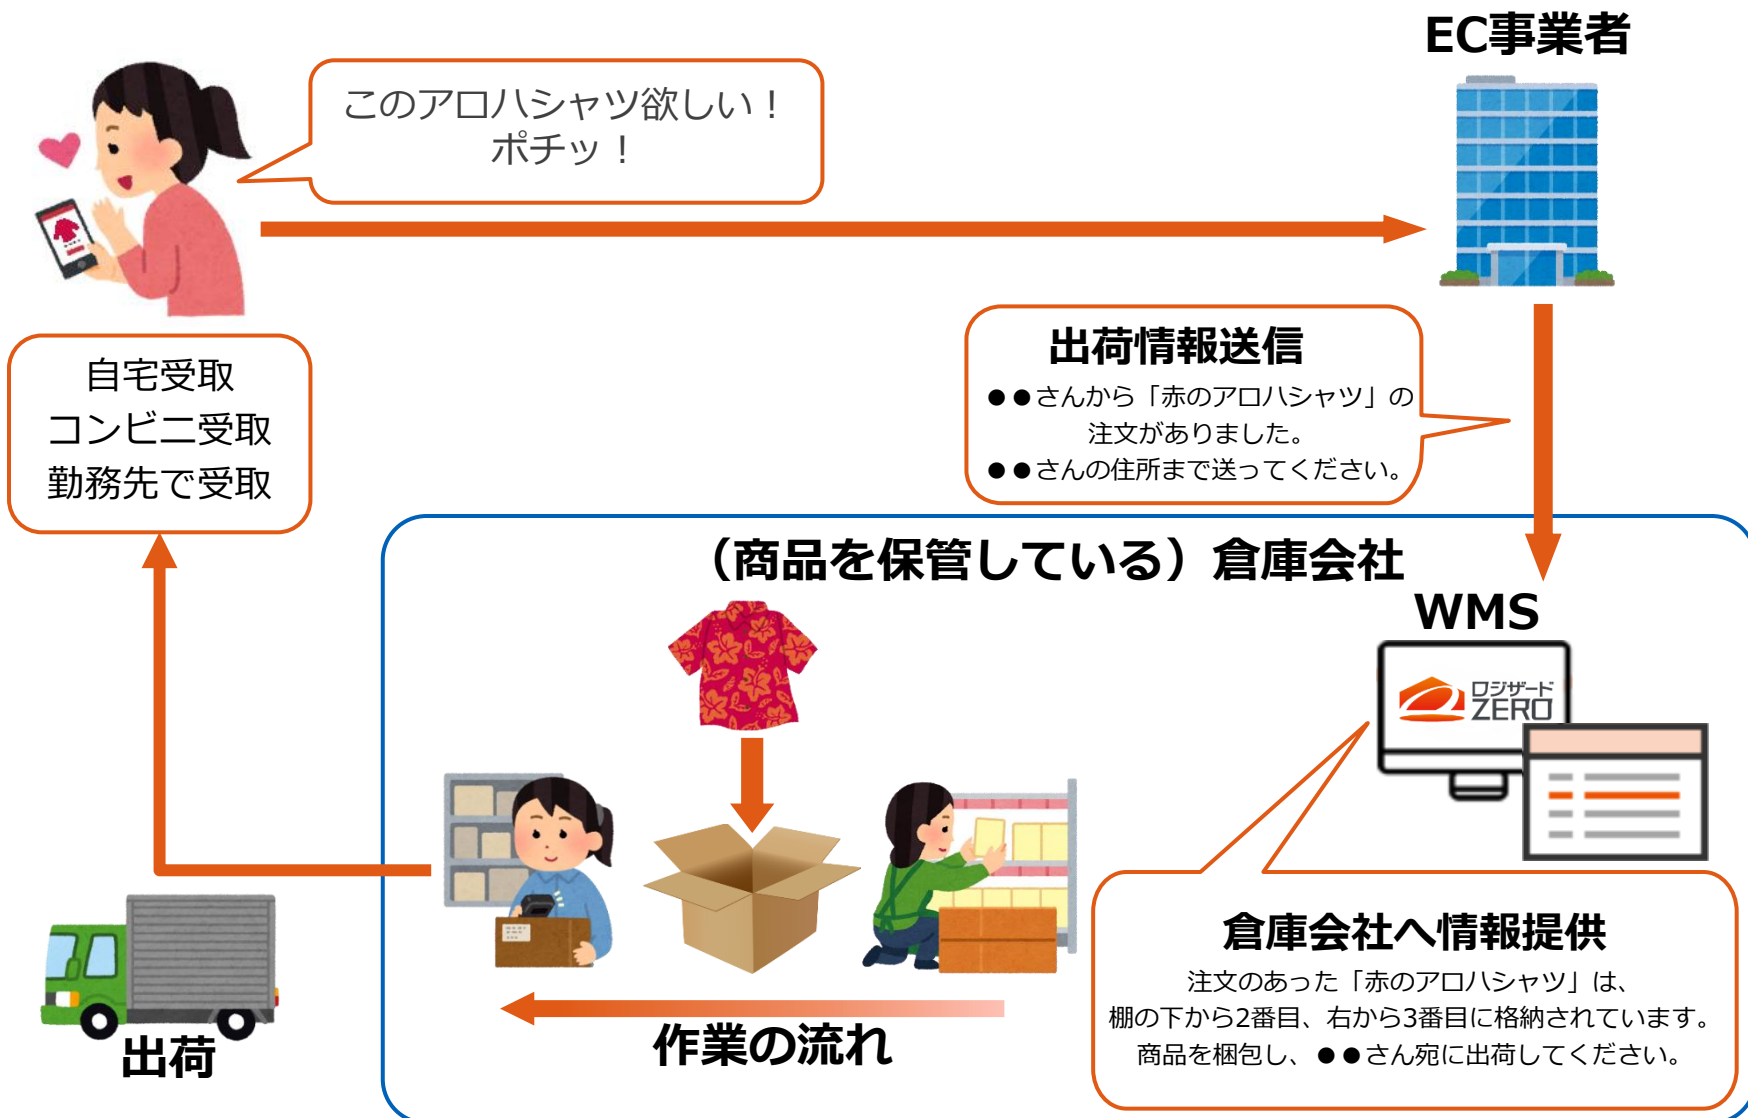 EC事業者
このアロハシャツ欲しい！
ポチッ！
出荷情報送信
●●さんから「赤のアロハシャツ」の
注文がありました。
●●さんの住所まで送ってください。
自宅受取
コンビニ受取
勤務先で受取
（商品を保管している）倉庫会社
WMS
ロジザード
ZERO
倉庫会社へ情報提供
注文のあった「赤のアロハシャツ」は、
棚の下から2番目、右から3番目に格納されています。
商品を梱包し、●●さん宛に出荷してください。
作業の流れ
出荷